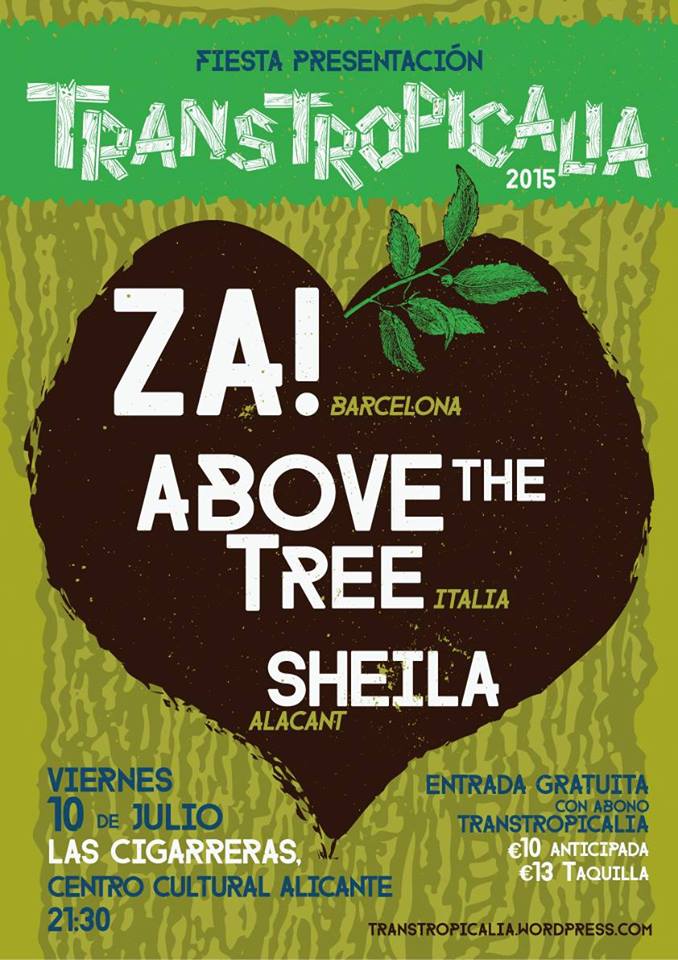 FIESTA PRESENTACIÓN
TRANSTROPICALIA
2015
ZA! BARCELONA
ABOVE THE
TREE ITALIA
SHEILA
ALACANT
VIERNES
10 DE JULIO
LAS CIGARRERAS,
CENTRO CULTURAL ALICANTE
21:30
ENTRADA GRATUITA
CON ABONO
TRANSTROPICALIA
€10 ANTICIPADA
€13 TAQUILLA
TRANSTROPICALIA.WORDPRESS.COM